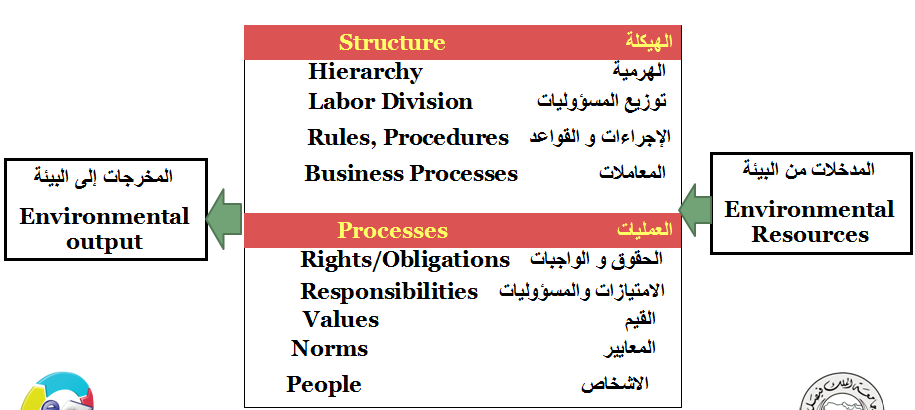 Structure الهيكلة
Hierarchy الهرمية
Labor Division توزيع المسؤوليات
Rules, Procedures الإجراءات و القواعد
Business Processes المعاملات
المدخلات من البيئة
Environmental
Resources
المخرجات إلى البيئة
Environmental
output
Processes العمليات
Rights/Obligations الحقوق و الواجبات
Responsibilities الامتيازات والمسؤوليات
Values القيم
Norms المعايير
People الاشخاص